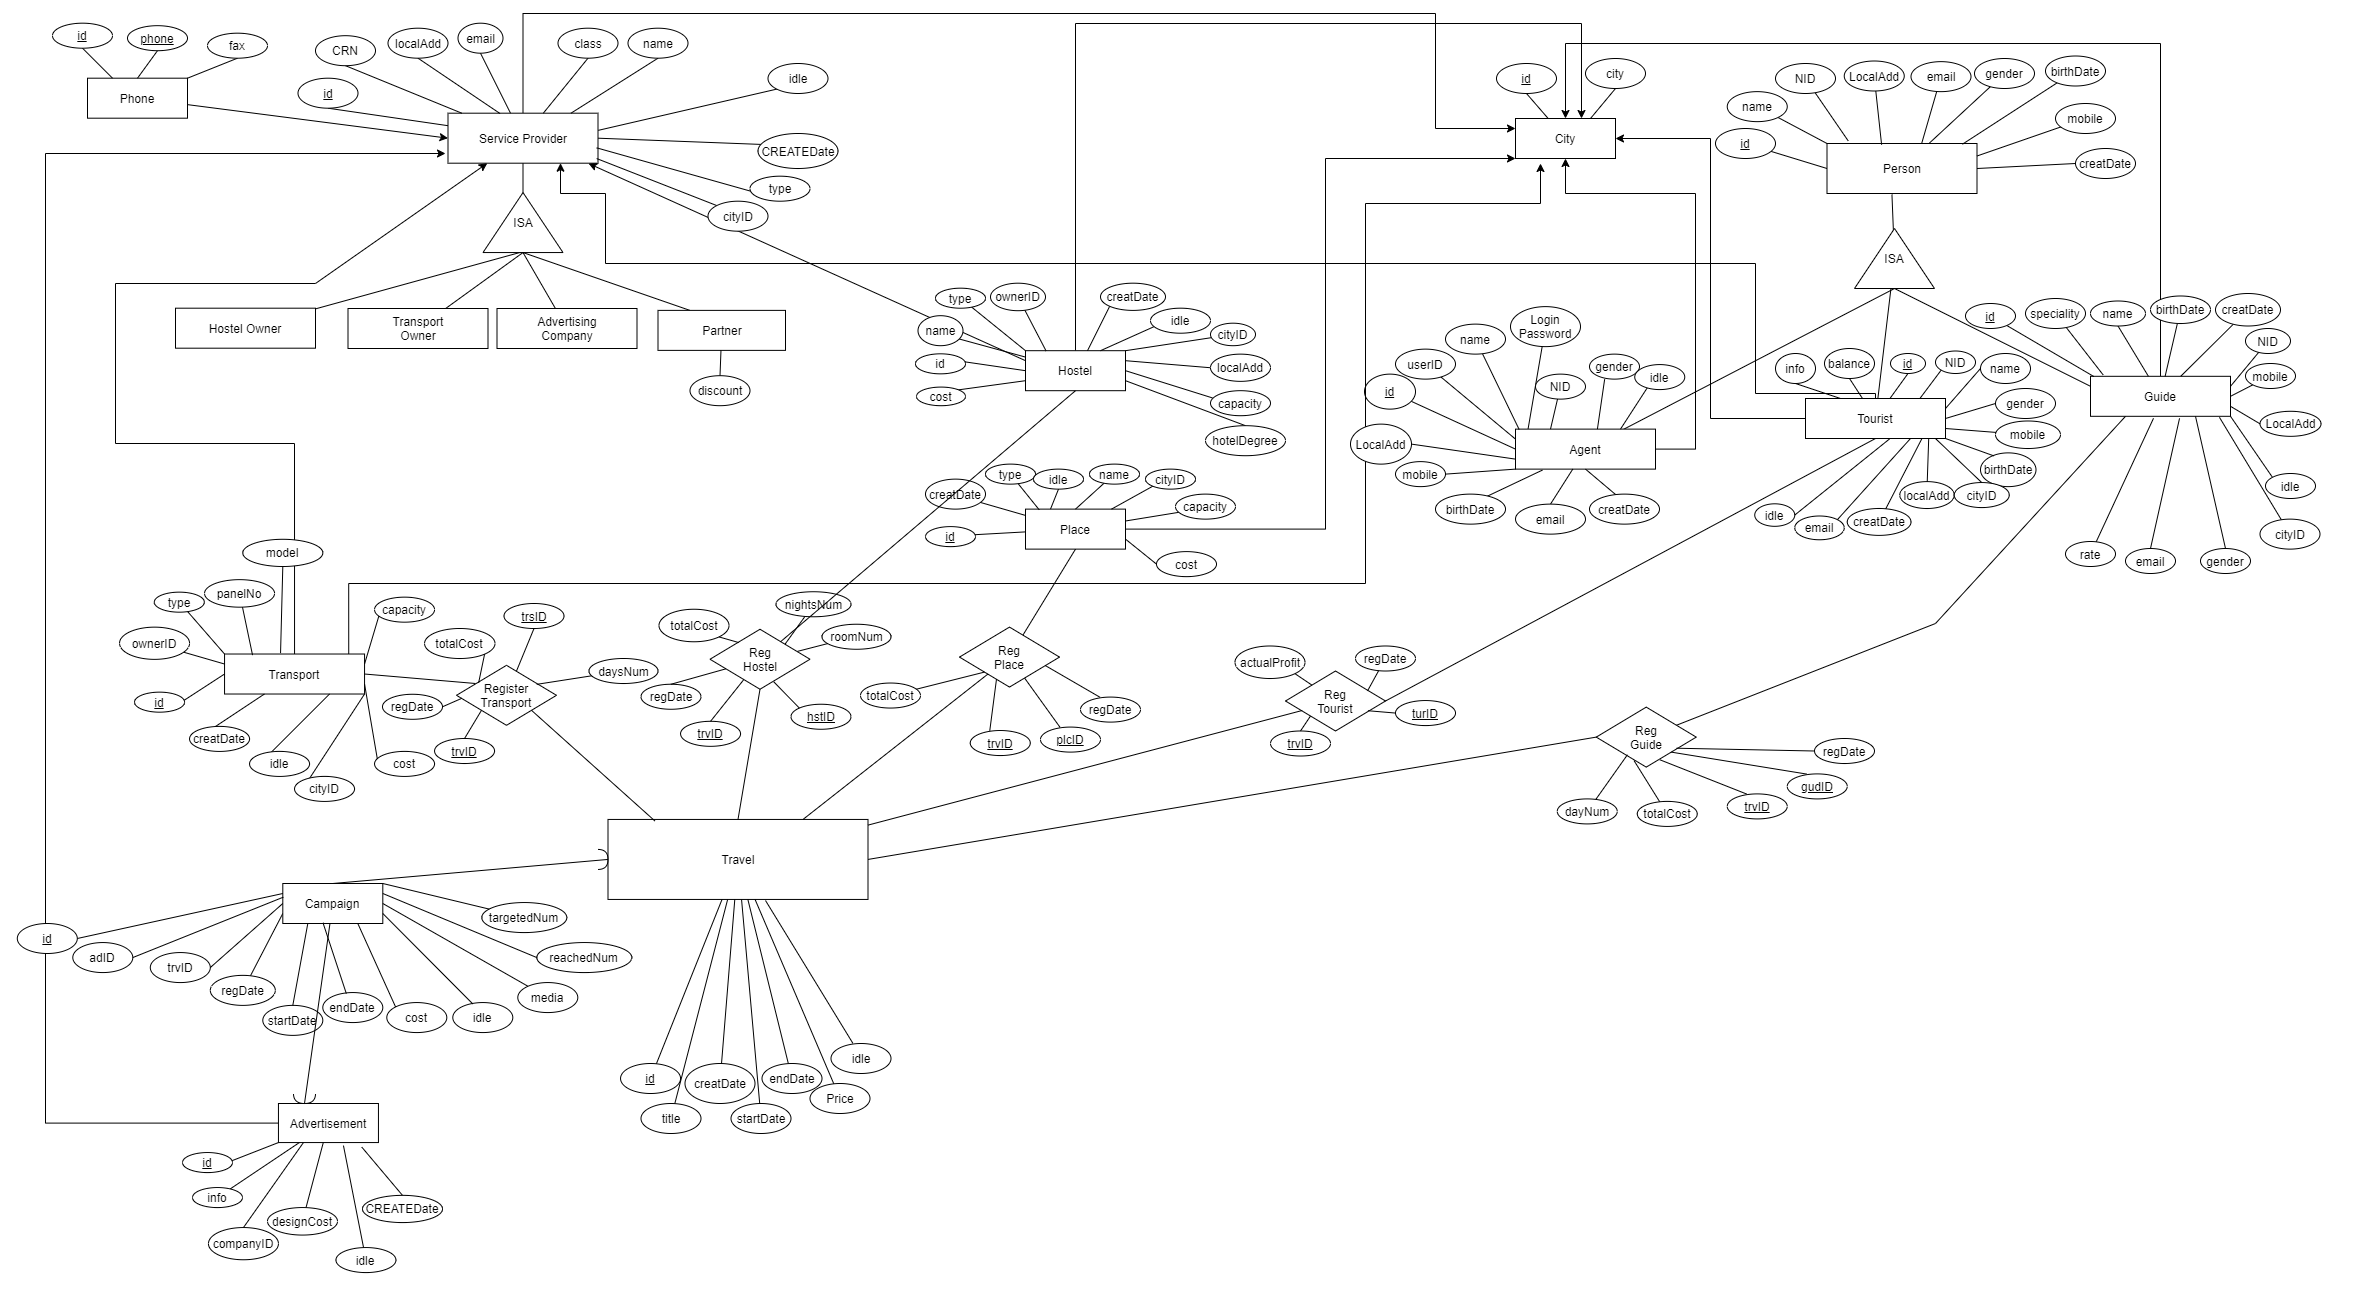 id
phone
fax
Phone
CRN
localAdd
email
class
name
idle
id
Service Provider
CREATEDate
type
cityID
ISA
Hostel Owner
Transport
Owner
Advertising
Company
Partner
discount
id
city
City
NID
LocalAdd
email
gender
birthDate
name
mobile
id
Person
creatDate
ISA
type
ownerID
creatDate
name
idle
cityID
id
Hostel
localAdd
cost
capacity
hotelDegree
Login
Password
name
userID
gender
NID
idle
id
LocalAdd
Agent
mobile
birthDate
email
creatDate
info
balance
id
NID
name
gender
Tourist
mobile
birthDate
localAdd
cityID
idle
email
creatDate
id
speciality
name
birthDate
creatDate
NID
mobile
Guide
LocalAdd
idle
cityID
rate
email
gender
type
idle
name
cityID
creatDate
capacity
Place
id
cost
model
panelNo
type
capacity
ownerID
Transport
id
creatDate
idle
cost
cityID
trsID
totalCost
daysNum
Register
Transport
regDate
trvID
nightsNum
totalCost
roomNum
Reg
Hostel
regDate
hstID
trvID
Reg
Place
totalCost
regDate
trvID
plcID
actualProfit
regDate
Reg
Tourist
turID
trvID
Reg
Guide
regDate
gudID
trvID
dayNum
totalCost
Travel
id
title
creatDate
startDate
endDate
Price
idle
Campaign
targetedNum
id
adID
trvID
reachedNum
regDate
media
startDate
endDate
cost
idle
Advertisement
id
info
CREATEDate
designCost
companyID
idle